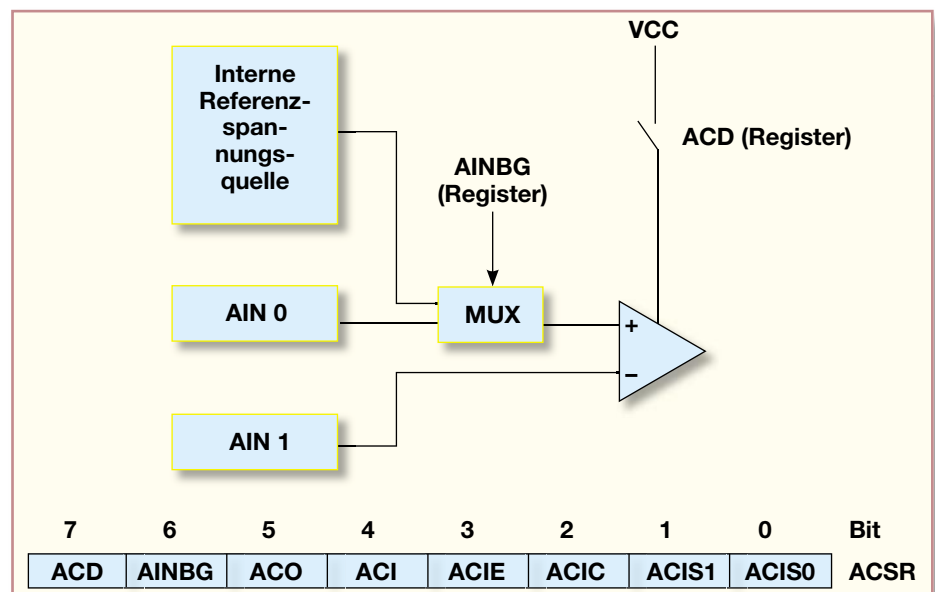 VCC
Interne
Referenz-
span-
nungs-
quelle
ACD (Register)
AINBG
(Register)
AIN 0
MUX
+
–
AIN 1
7 6 5 4 3 2 1 0 Bit
ACD AINBG ACO ACI ACIE ACIC ACIS1 ACIS0 ACSR